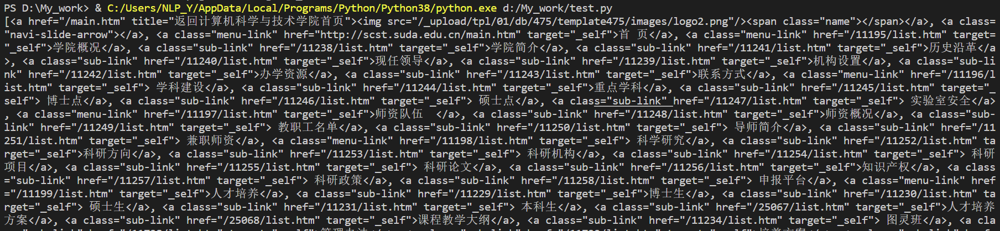 PS D:\My_work> & C:/Users/NLP_Y/AppData/Local/Programs/Python/Python38/python.exe d:/My_work/test.py
[<a href="/main.htm" title="返回计算机科学与技术学院首页"><img src="/_upload/tpl/01/db/475/template475/images/logo2.png"/><span class="name"></span></a>, <a class=
"navi-slide-arrow"></a>, <a class="menu-link" href="http://scst.suda.edu.cn/main.htm" target="_self">首 页</a>, <a class="menu-link" href="/11195/list.htm" target=
"_self">学院概况</a>, <a class="sub-link" href="/11238/list.htm" target="_self">学院简介</a>, <a class="sub-link" href="/11241/list.htm" target="_self">历史沿革</a
>, <a class="sub-link" href="/11240/list.htm" target="_self">现任领导</a>, <a class="sub-link" href="/11239/list.htm" target="_self">机构设置</a>, <a class="sub-li
nk" href="/11242/list.htm" target="_self">办学资源</a>, <a class="sub-link" href="/11243/list.htm" target="_self">联系方式</a>, <a class="menu-link" href="/11196/l
ist.htm" target="_self"> 学科建设</a>, <a class="sub-link" href="/11244/list.htm" target="_self">重点学科</a>, <a class="sub-link" href="/11245/list.htm" target="_
self"> 博士点</a>, <a class="sub-link" href="/11246/list.htm" target="_self"> 硕士点</a>, <a class="sub-link" href="/11247/list.htm" target="_self"> 实验室安全</a>
, <a class="menu-link" href="/11197/list.htm" target="_self">师资队伍  </a>, <a class="sub-link" href="/11248/list.htm" target="_self">师资概况</a>, <a class="sub-
link" href="/11249/list.htm" target="_self"> 教职工名单</a>, <a class="sub-link" href="/11250/list.htm" target="_self"> 导师简介</a>, <a class="sub-link" href="/11
251/list.htm" target="_self"> 兼职师资</a>, <a class="menu-link" href="/11198/list.htm" target="_self"> 科学研究</a>, <a class="sub-link" href="/11252/list.htm" ta
rget="_self">科研方向</a>, <a class="sub-link" href="/11253/list.htm" target="_self"> 科研机构</a>, <a class="sub-link" href="/11254/list.htm" target="_self"> 科研
项目</a>, <a class="sub-link" href="/11255/list.htm" target="_self"> 科研论文</a>, <a class="sub-link" href="/11256/list.htm" target="_self">知识产权</a>, <a class
="sub-link" href="/11257/list.htm" target="_self"> 科研政策</a>, <a class="sub-link" href="/11258/list.htm" target="_self"> 申报平台</a>, <a class="menu-link" href
="/11199/list.htm" target="_self">人才培养</a>, <a class="sub-link" href="/11229/list.htm" target="_self">博士生</a>, <a class="sub-link" href="/11230/list.htm" ta
rget="_self"> 硕士生</a>, <a class="sub-link" href="/11231/list.htm" target="_self"> 本科生</a>, <a class="sub-link" href="/25067/list.htm" target="_self">人才培养
方案</a>, <a class="sub-link" href="/25068/list.htm" target="_self">课程教学大纲</a>, <a class="sub-link" href="/11234/list.htm" target="_self"> 图灵班</a>, <a cla